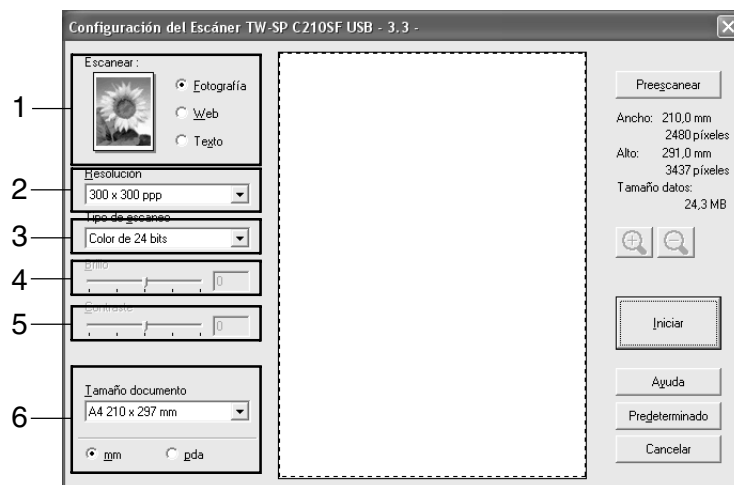 Configuración del Escáner TW-SP C210SF USB - 3.3 -
1
Escanear :
Fotografía
Web
Texto
2
Resolución
300 x 300 ppp
3
Tipo de escaneo
Color de 24 bits
4
Brillo
0
5
Contraste
0
6
Tamaño documento
A4 210 x 297 mm
mm
pda
Preescanear
Ancho: 210,0 mm
2480 píxeles
Alto: 291,0 mm
3437 píxeles
Tamaño datos:
24,3 MB
Iniciar
Ayuda
Predeterminado
Cancelar